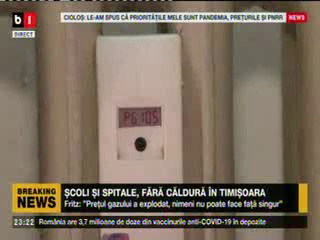 CIOLOȘ: LE-AM SPUS CĂ PRIORITĂȚILE MELE SUNT PANDEMIA, PREȚURILE ȘI PNRR
NEWS
b1
DIRECT
P6105
BREAKING
NEWS
ȘCOLI ȘI SPITALE, FĂRĂ CĂLDURĂ ÎN TIMIȘOARA
Fritz: "Prețul gazului a explodat, nimeni nu poate face față singur"
23:22
România are 3,7 milioane de doze din vaccinurile anti-COVID-19 în depozite